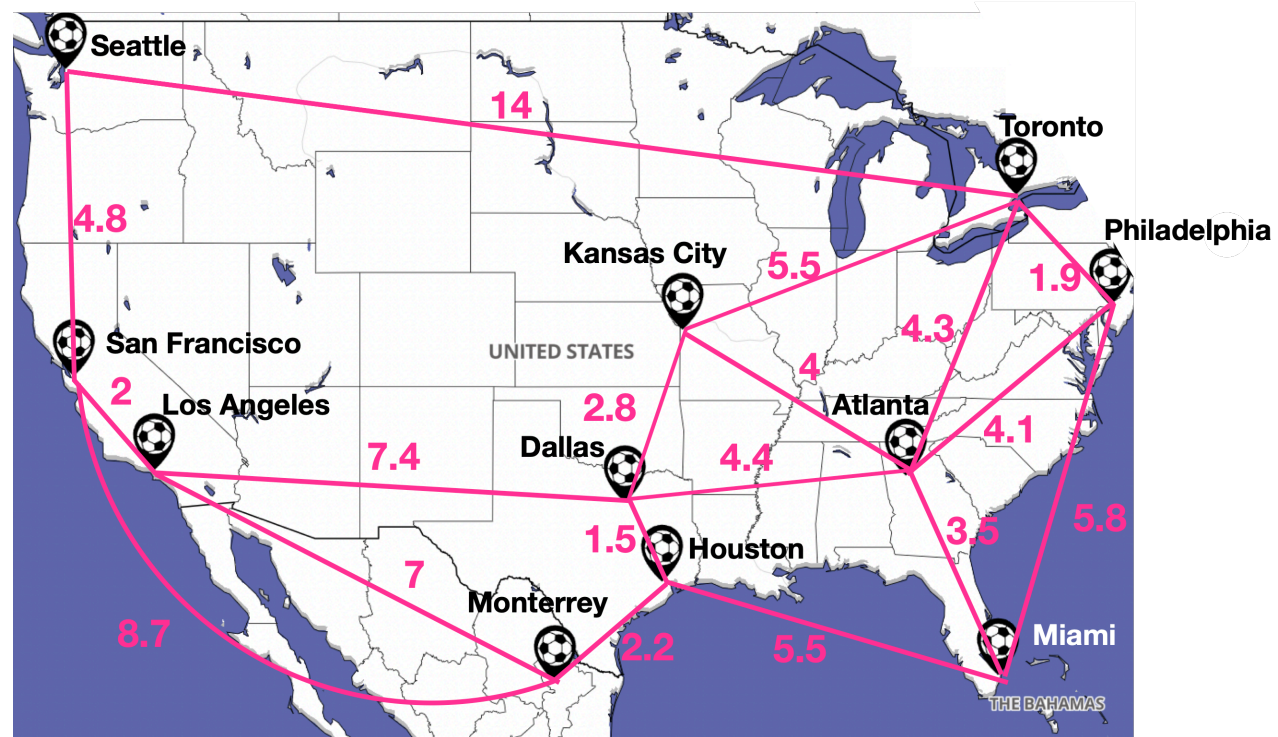 Seattle
14
Toronto
4.8
Philadelphia
Kansas City
5.5
1.9
4.3
San Francisco
UNITED STATES
4
2
Los Angeles
2.8
Atlanta
4.1
Dallas
7.4
4.4
1.5
Houston
3.5
5.8
7
Monterrey
8.7
2.2
5.5
Miami
THE BAHAMAS